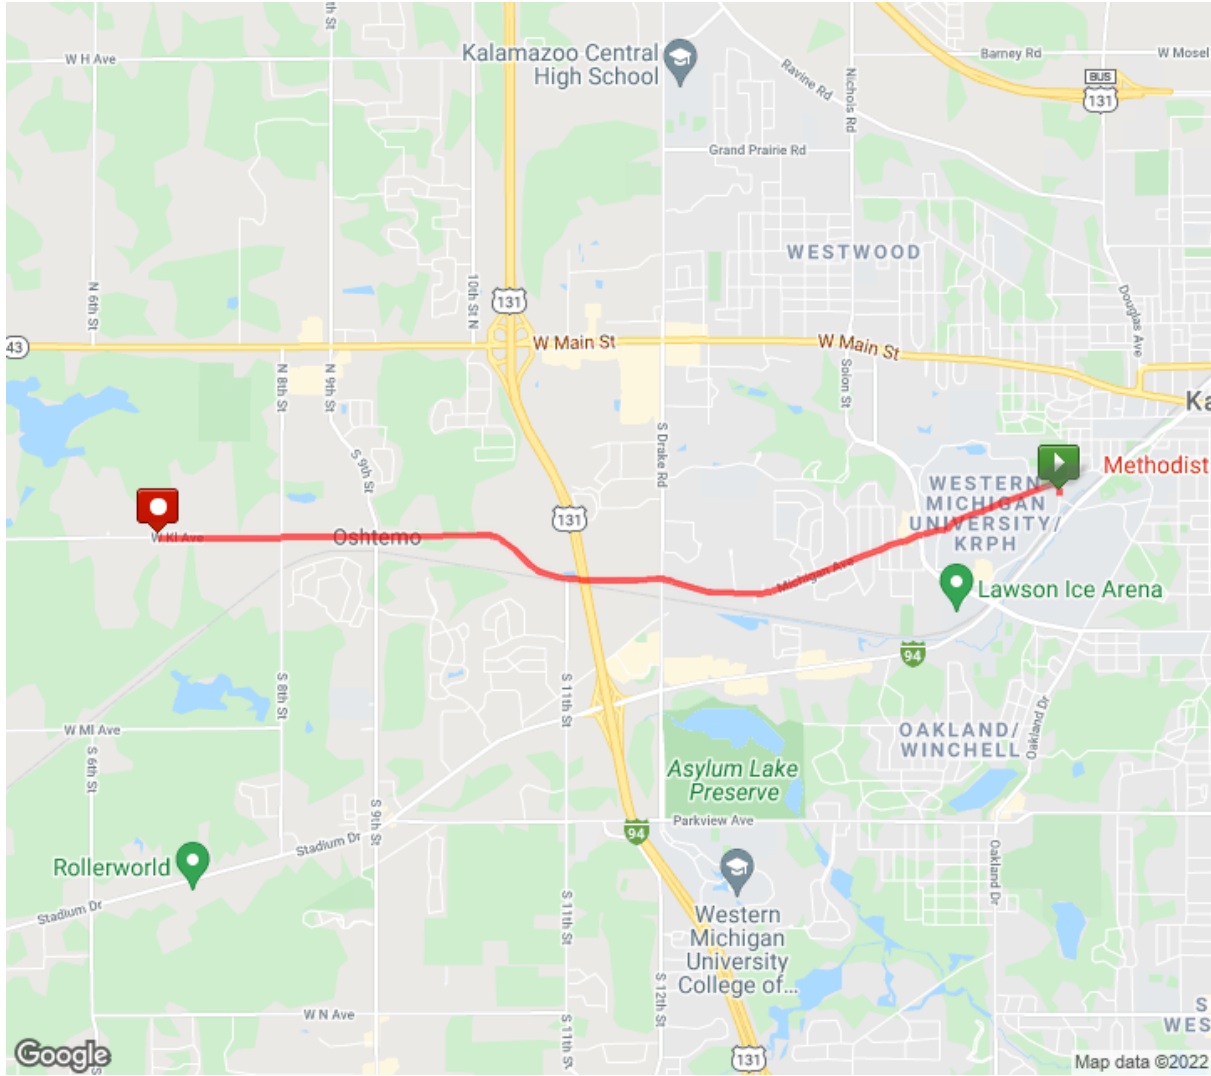 th St
W H Ave
Kalamazoo Central
High School
Barney Rd
W Mosel
BUS
131
Ravine Rd
Nichols Rd
Grand Prairie Rd
WESTWOOD
N 6th St
10th St N
131
Douglas Ave
43
W Main St
W Main St
N 8th St
N 9th St
Solon St
Ka
S Drake Rd
S 9th St
Methodist
WESTERN
MICHIGAN
UNIVERSITY/
KRPH
131
W Kl Ave
Oshtemo
Michigan Ave
Lawson Ice Arena
94
S 8th St
S 11th St
Oakland Dr
W Ml Ave
OAKLAND/
WINCHELL
S 6th St
Asylum Lake
Preserve
S 9th St
Parkview Ave
94
Stadium Dr
Rollerworld
Oakland Dr
Stadium Dr
S 11th St
Western
Michigan
University
College of...
S 12th St
W N Ave
S 11th St
S
WES
131
Google
Map data ©2022